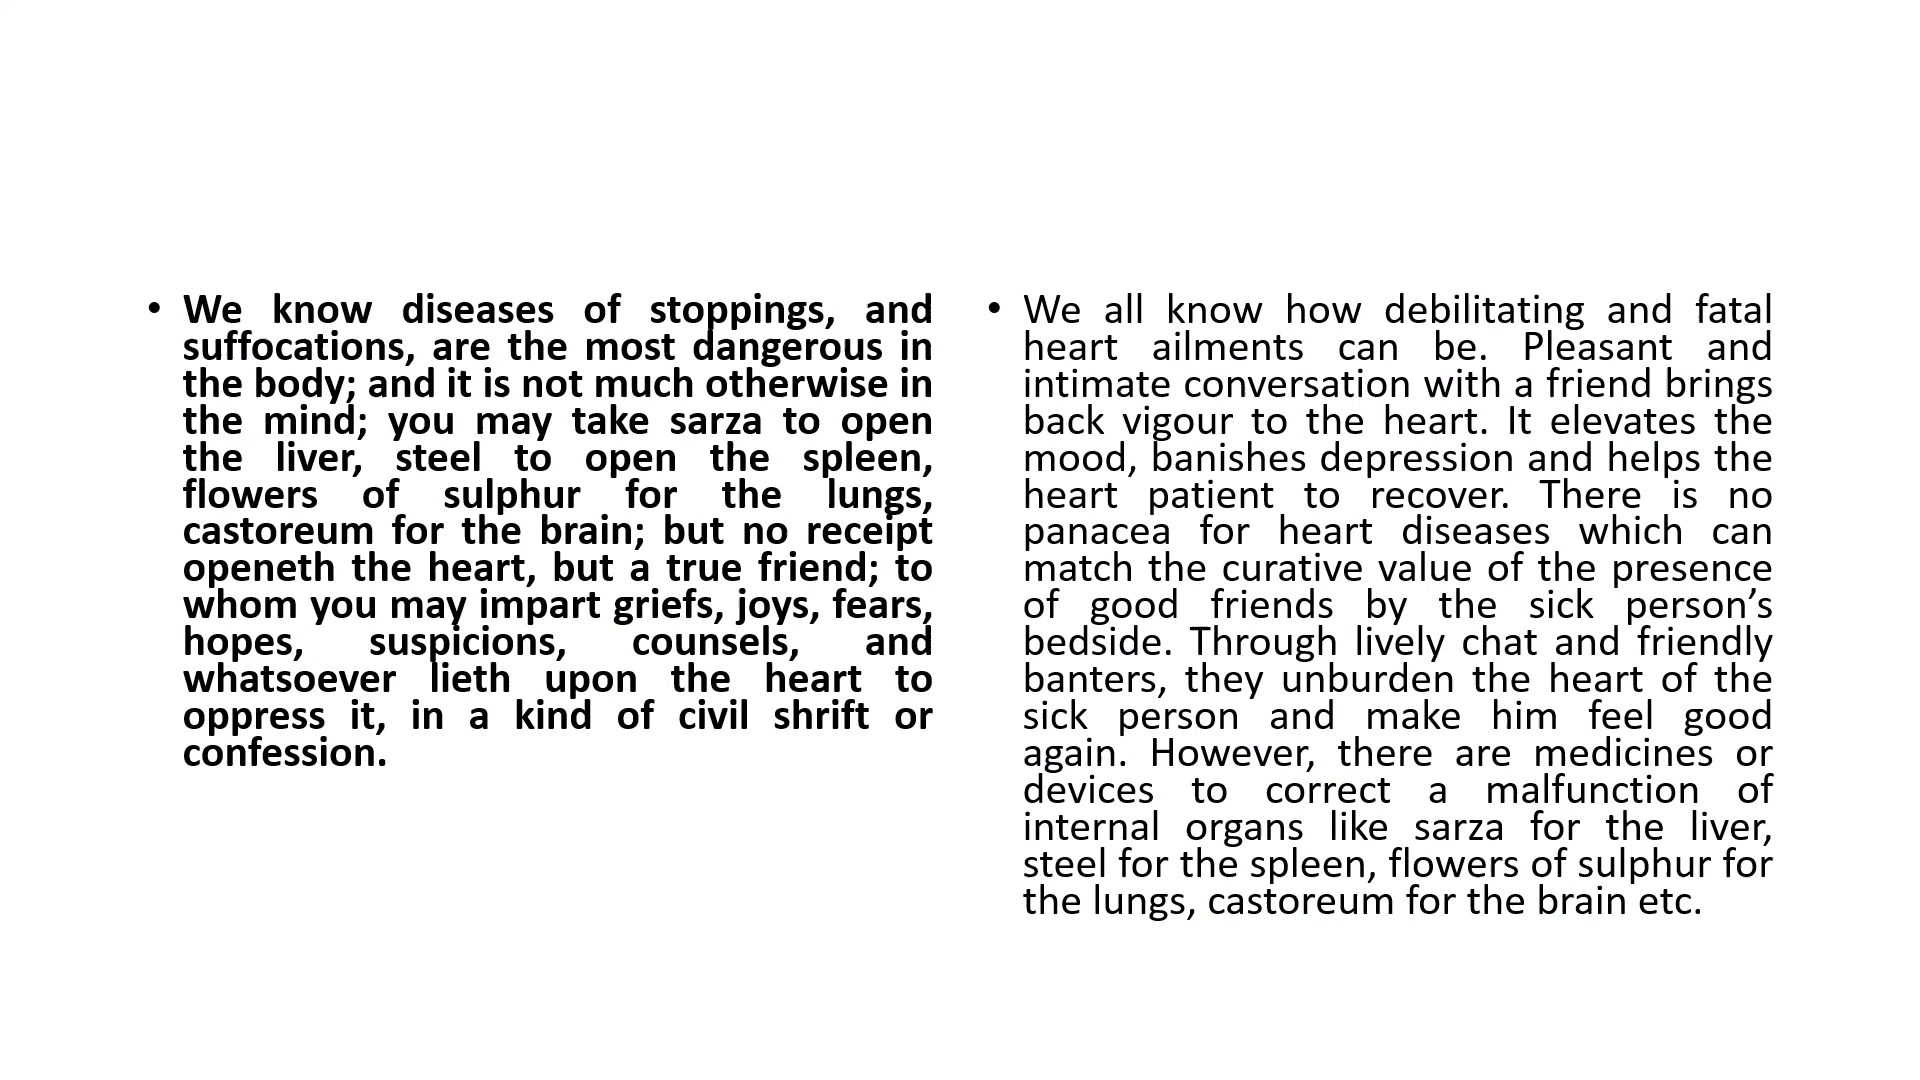 • We know diseases of stoppings, and
suffocations, are the most dangerous in
the body; and it is not much otherwise in
the mind; you may take sarza to open
the liver, steel to open the spleen,
flowers of sulphur for the lungs,
castoreum for the brain; but no receipt
openeth the heart, but a true friend; to
whom you may impart griefs, joys, fears,
hopes, suspicions, counsels, and
whatsoever lieth upon the heart to
oppress it, in a kind of civil shrift or
confession.
• We all know how debilitating and fatal
heart ailments can be. Pleasant and
intimate conversation with a friend brings
back vigour to the heart. It elevates the
mood, banishes depression and helps the
heart patient to recover. There is no
panacea for heart diseases which can
match the curative value of the presence
of good friends by the sick person’s
bedside. Through lively chat and friendly
banters, they unburden the heart of the
sick person and make him feel good
again. However, there are medicines or
devices to correct a malfunction of
internal organs like sarza for the liver,
steel for the spleen, flowers of sulphur for
the lungs, castoreum for the brain etc.